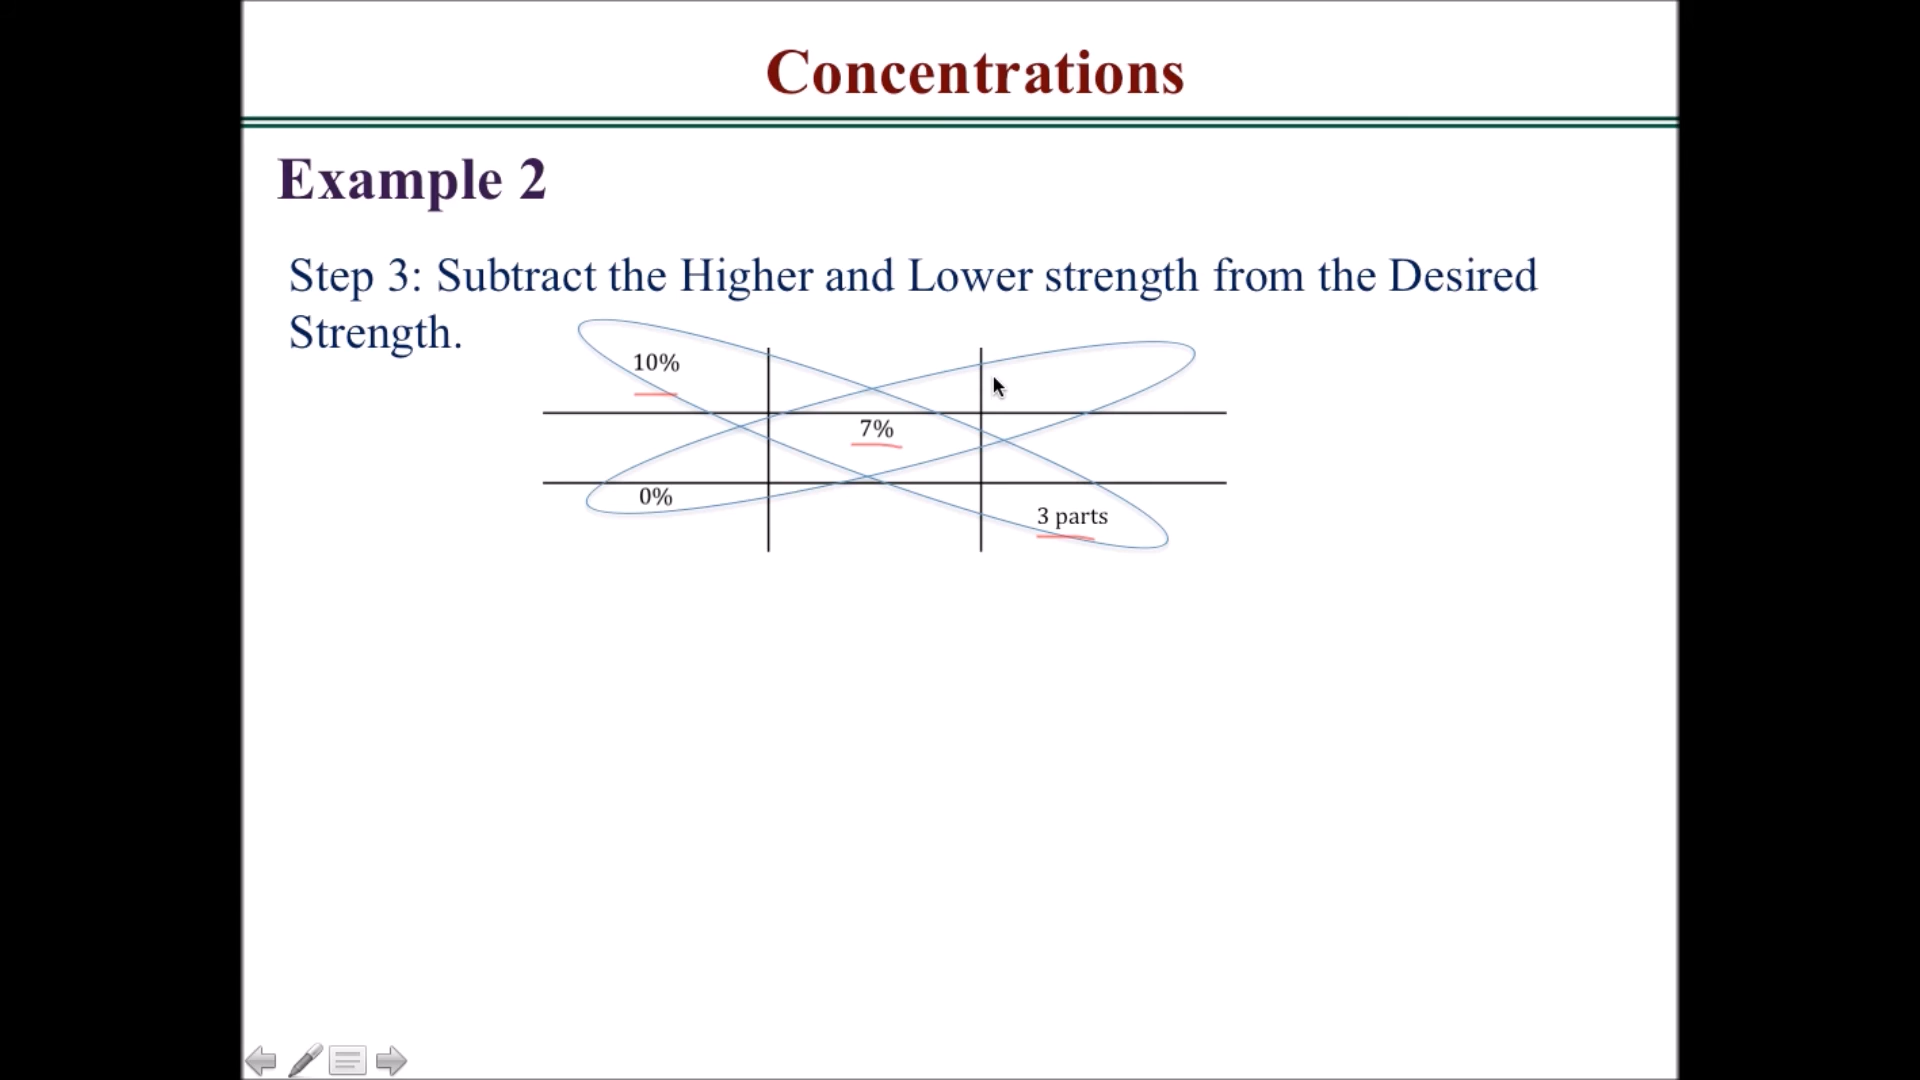 Concentrations
Example 2
Step 3: Subtract the Higher and Lower strength from the Desired
Strength.
10%
7%
0%
3 parts